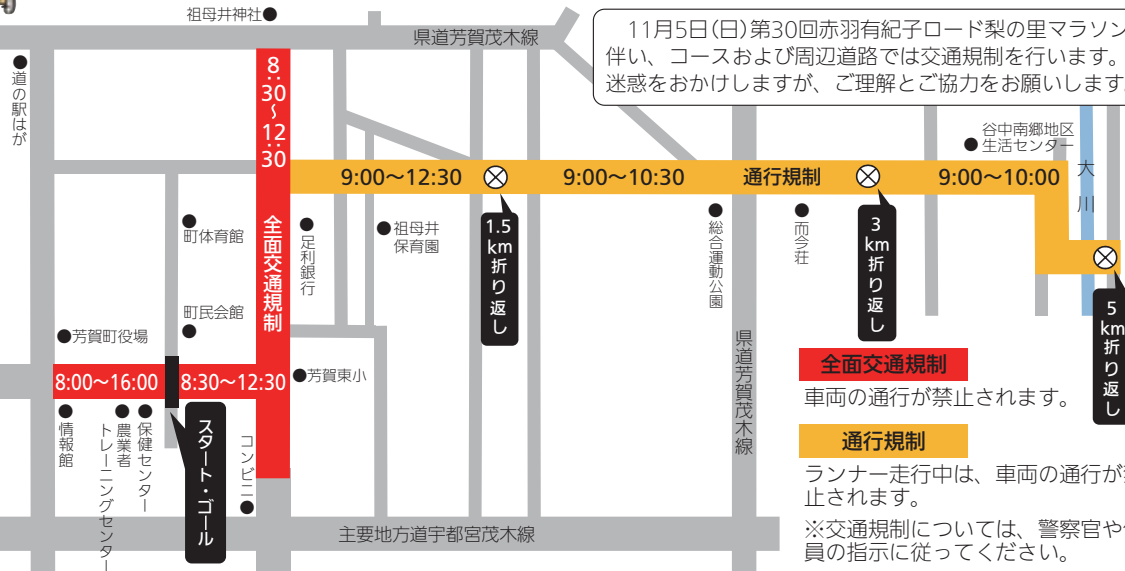 祖母井神社
県道芳賀茂木線
11月5日(日)第30回赤羽有紀子ロード梨の里マラソン
伴い、コースおよび周辺道路では交通規制を行います。
迷惑をおかけしますが、ご理解とご協力をお願いします
道の駅はが
8:30〜12:30
全面交通規制
谷中南郷地区
生活センター
大川
9:00〜12:30
9:00〜10:30
通行規制
9:00〜10:00
町体育館
足利銀行
祖母井
保育園
1.5km折り返し
総合運動公園
而今荘
3km折り返し
5km折り返し
町民会館
芳賀町役場
8:00〜16:00
8:30〜12:30
芳賀東小
県道芳賀茂木線
情報館
農業者
トレーニングセンター
保健センター
スタート・ゴール
コンビニ
主要地方道宇都宮茂木線
全面交通規制
車両の通行が禁止されます。
通行規制
ランナー走行中は、車両の通行が禁
止されます。
※交通規制については、警察官や
員の指示に従ってください。